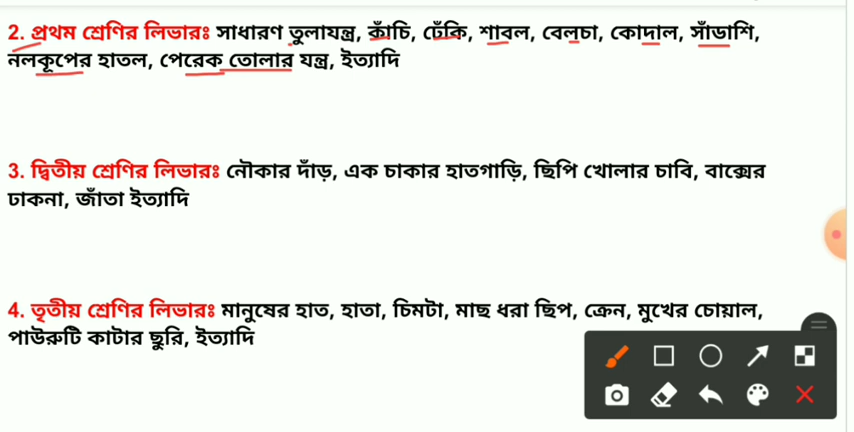 2. প্রথম শ্রেণির লিভারঃ সাধারণ তুলাযন্ত্র, কাঁচি, ঢেঁকি, শাবল, বেলচা, কোদাল, সাঁডাশি,
নলকূপের হাতল, পেরেক তোলার যন্ত্র, ইত্যাদি
3. দ্বিতীয় শ্রেণির লিভারঃ নৌকার দাঁড়, এক চাকার হাতগাড়ি, ছিপি খোলার চাবি, বাক্সের
ঢাকনা, জাঁতা ইত্যাদি
4. তৃতীয় শ্রেণির লিভারঃ মানুষের হাত, হাতা, চিমটা, মাছ ধরা ছিপ, ক্রেন, মুখের চোয়াল,
পাউরুটি কাটার ছুরি, ইত্যাদি